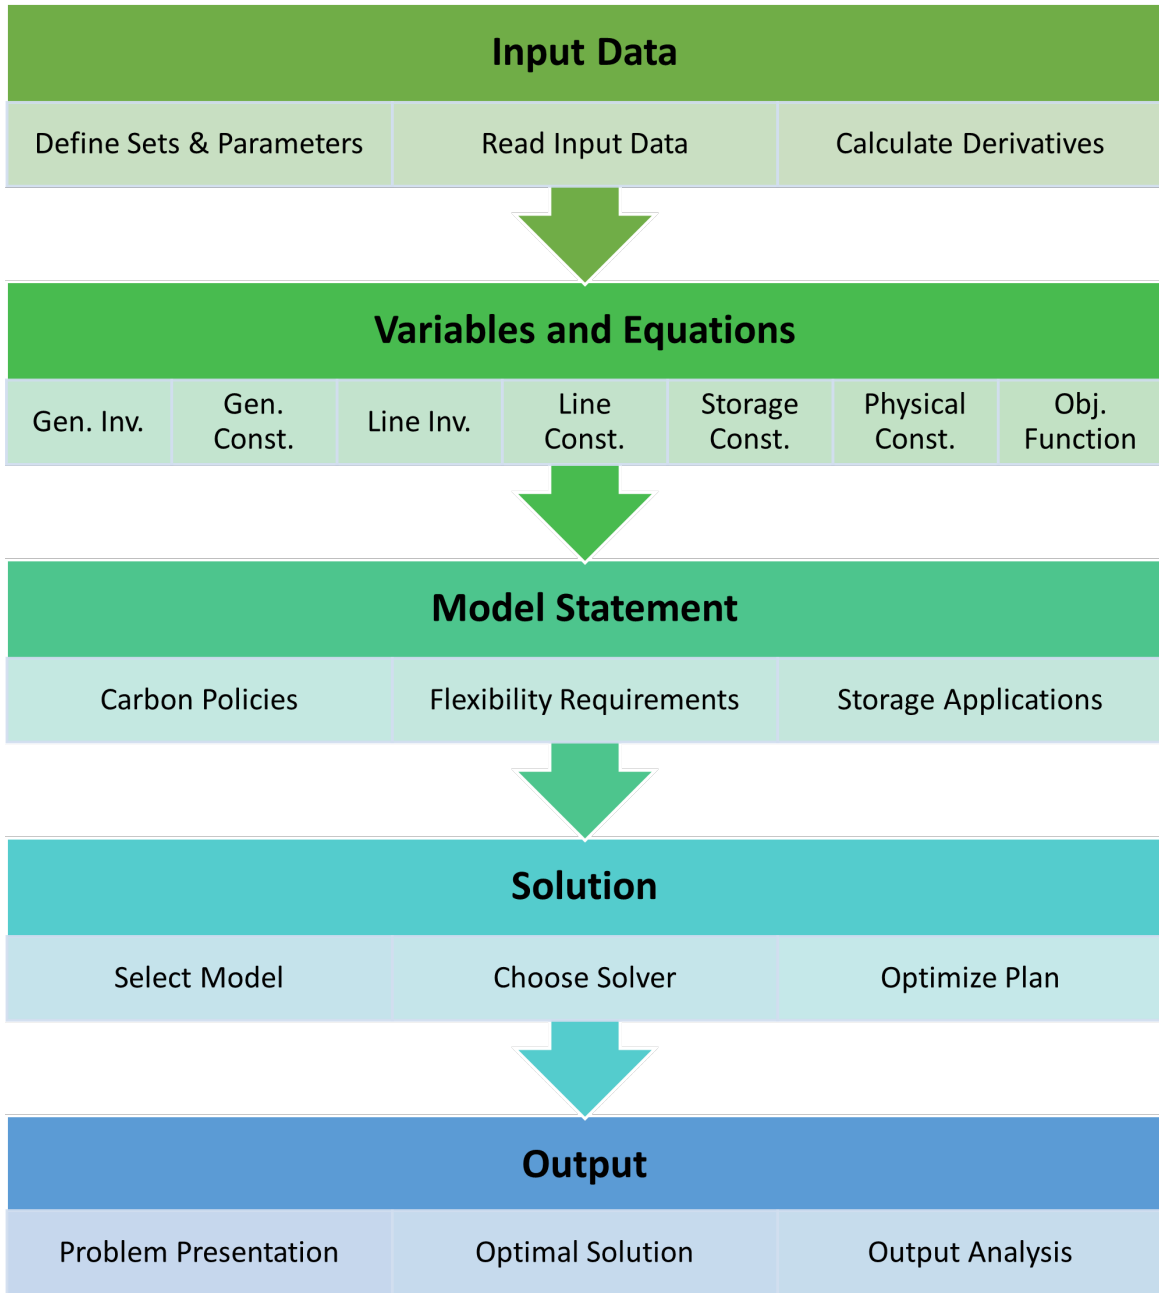 Input Data
Define Sets & Parameters
Read Input Data
Calculate Derivatives
Variables and Equations
Gen. Inv.
Gen.
Const.
Line Inv.
Line
Const.
Storage
Const.
Physical
Const.
Obj.
Function
Model Statement
Carbon Policies
Flexibility Requirements
Storage Applications
Solution
Select Model
Choose Solver
Optimize Plan
Output
Problem Presentation
Optimal Solution
Output Analysis